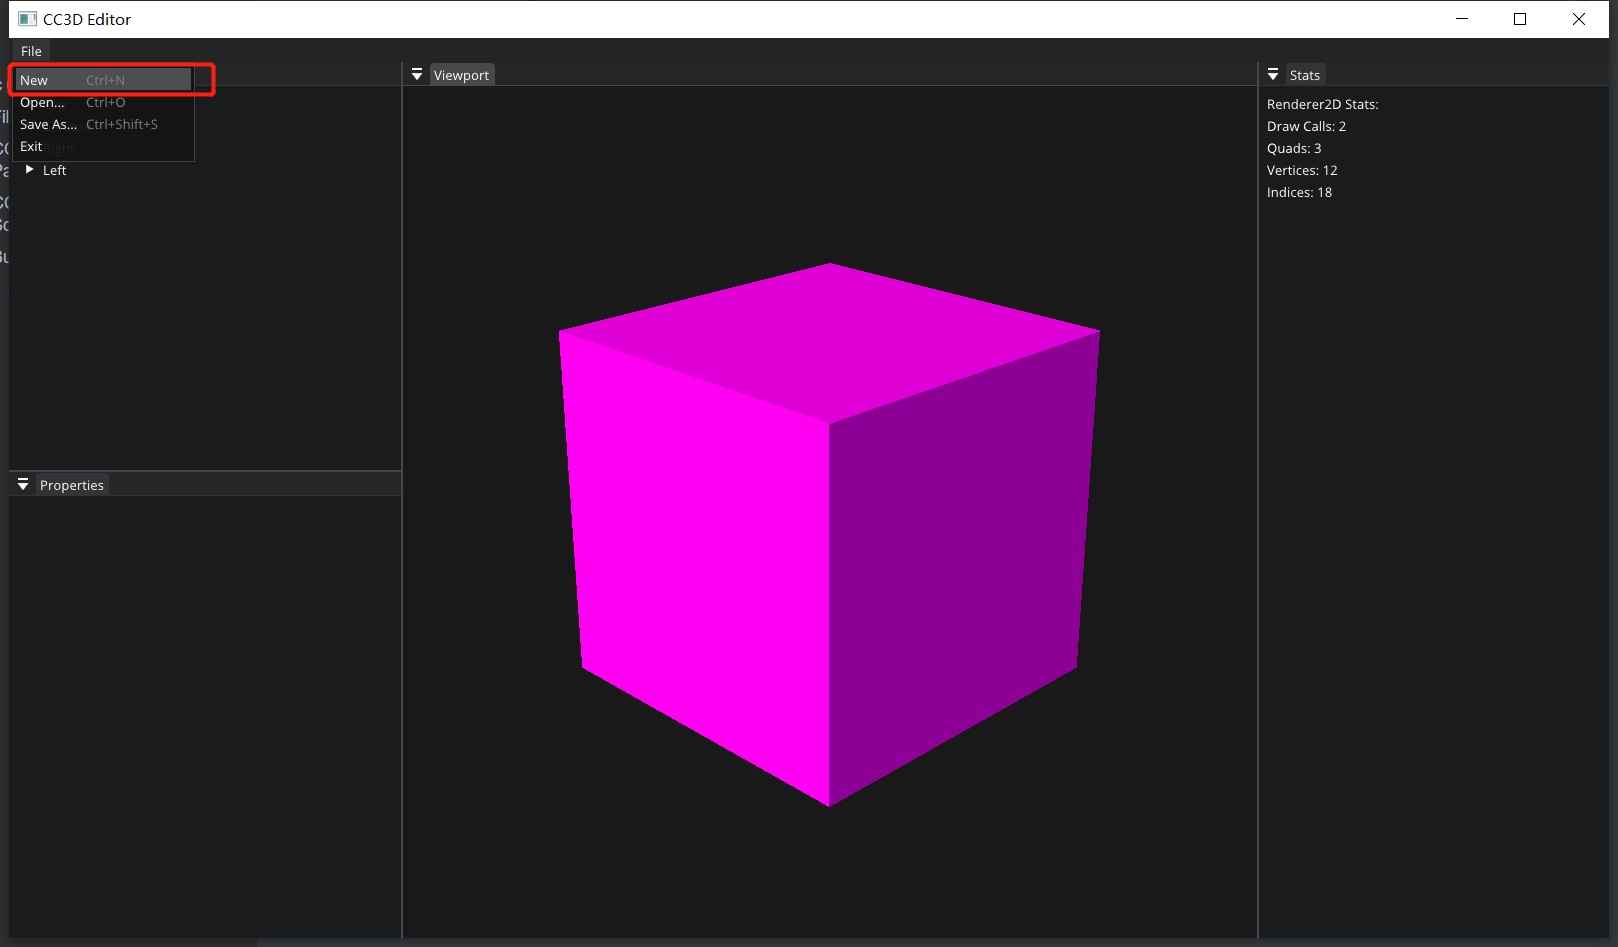 CC3D Editor
File
New Ctrl+N
Open... Ctrl+O
Save As... Ctrl+Shift+S
Exit
Right
Left
Properties
Viewport
Stats
Renderer2D Stats:
Draw Calls: 2
Quads: 3
Vertices: 12
Indices: 18